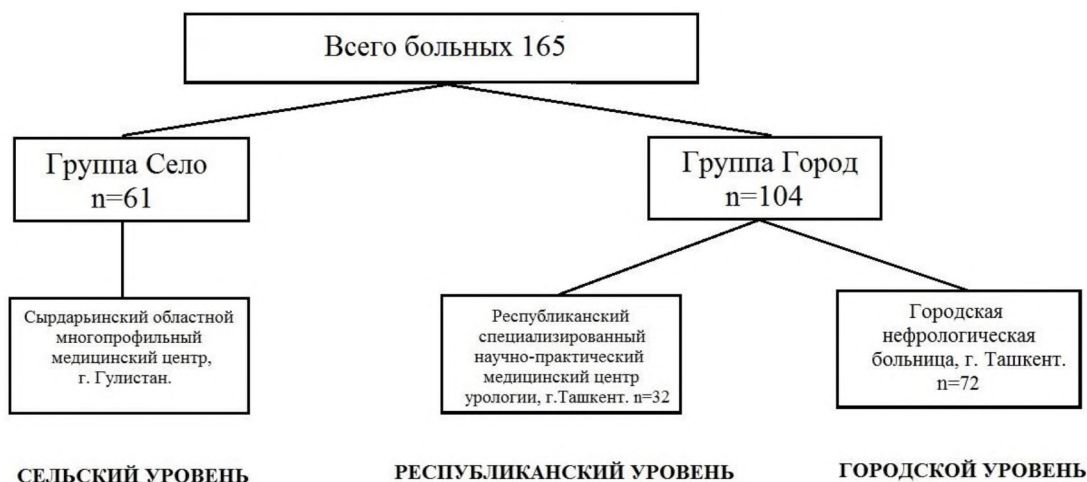 Всего больных 165
Группа Село
n=61
Группа Город
n=104
Сырдарьинский областной
многопрофильный
медицинский центр,
г. Гулистан.
Республиканский
специализированный
научно-практический
медицинский центр
урологии, г.Ташкент. n=32
Городская
нефрологическая
больница, г. Ташкент.
n=72
СЕЛЬСКИЙ УРОВЕНЬ
РЕСПУБЛИКАНСКИЙ УРОВЕНЬ
ГОРОДСКОЙ УРОВЕНЬ